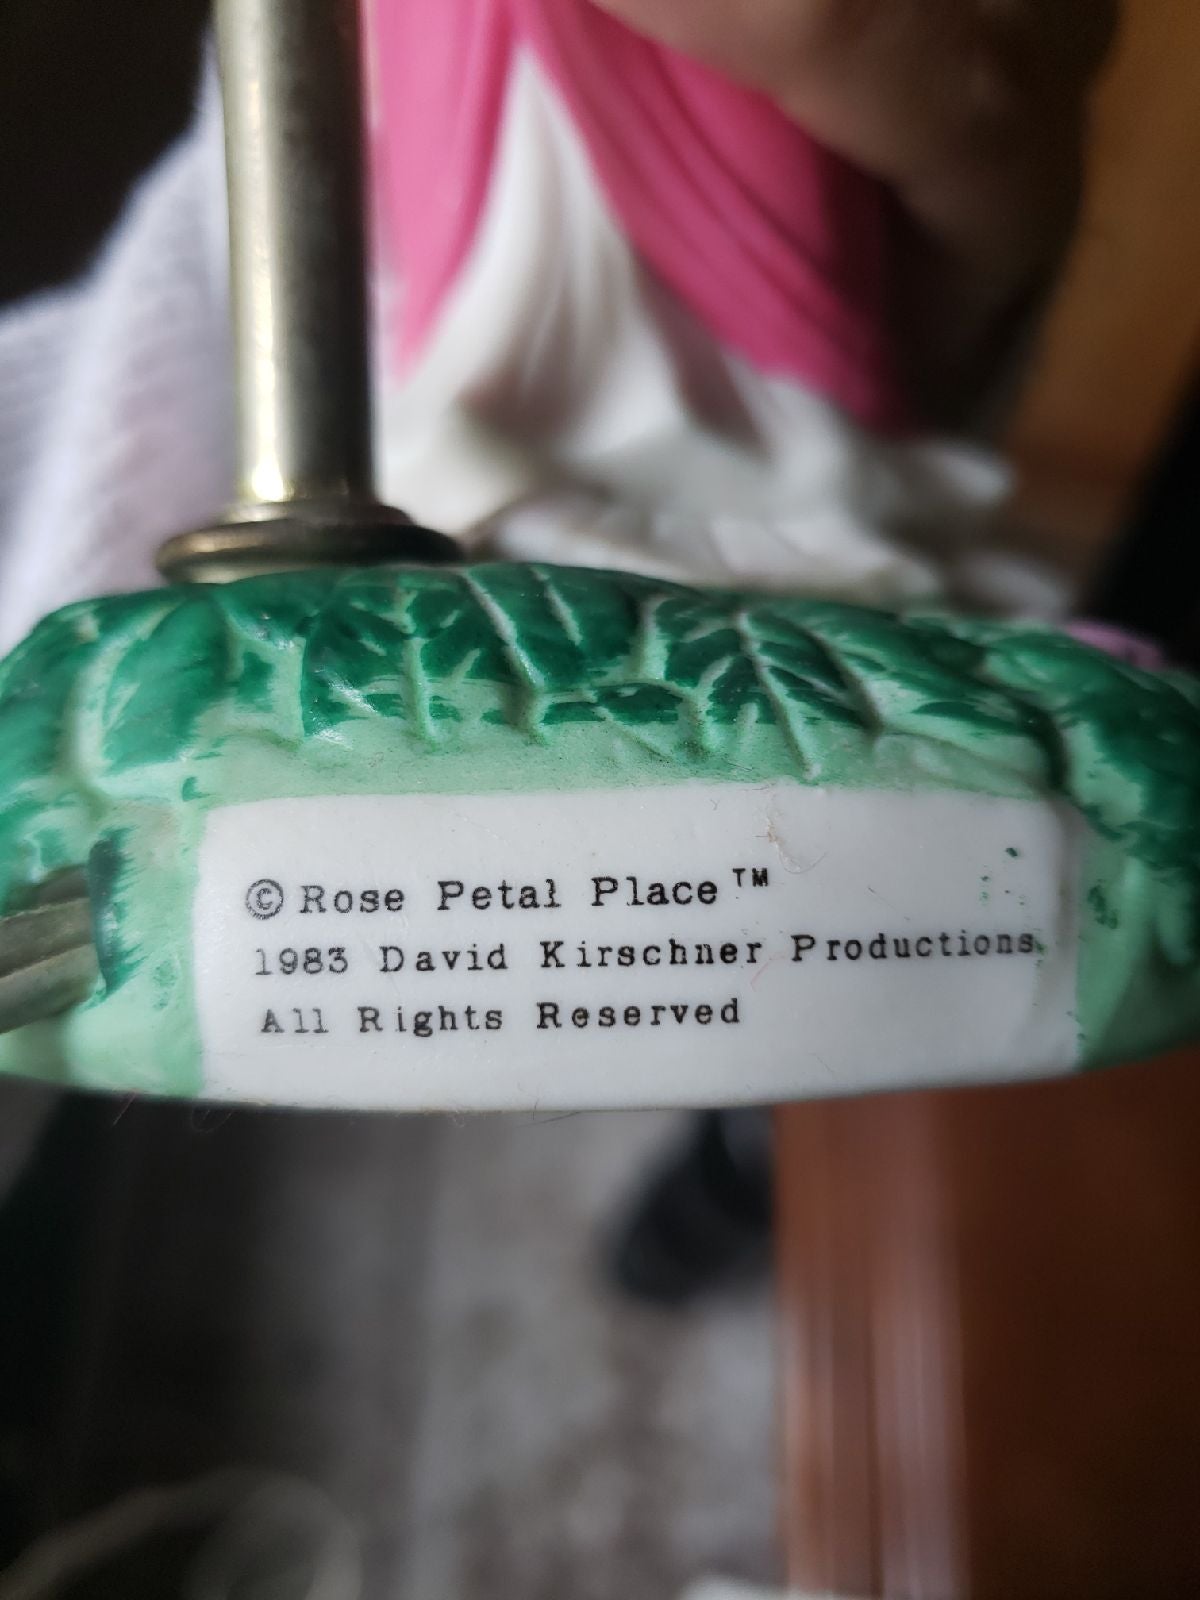 © Rose Petal Place™
1983 David Kirschner Productions
All Rights Reserved